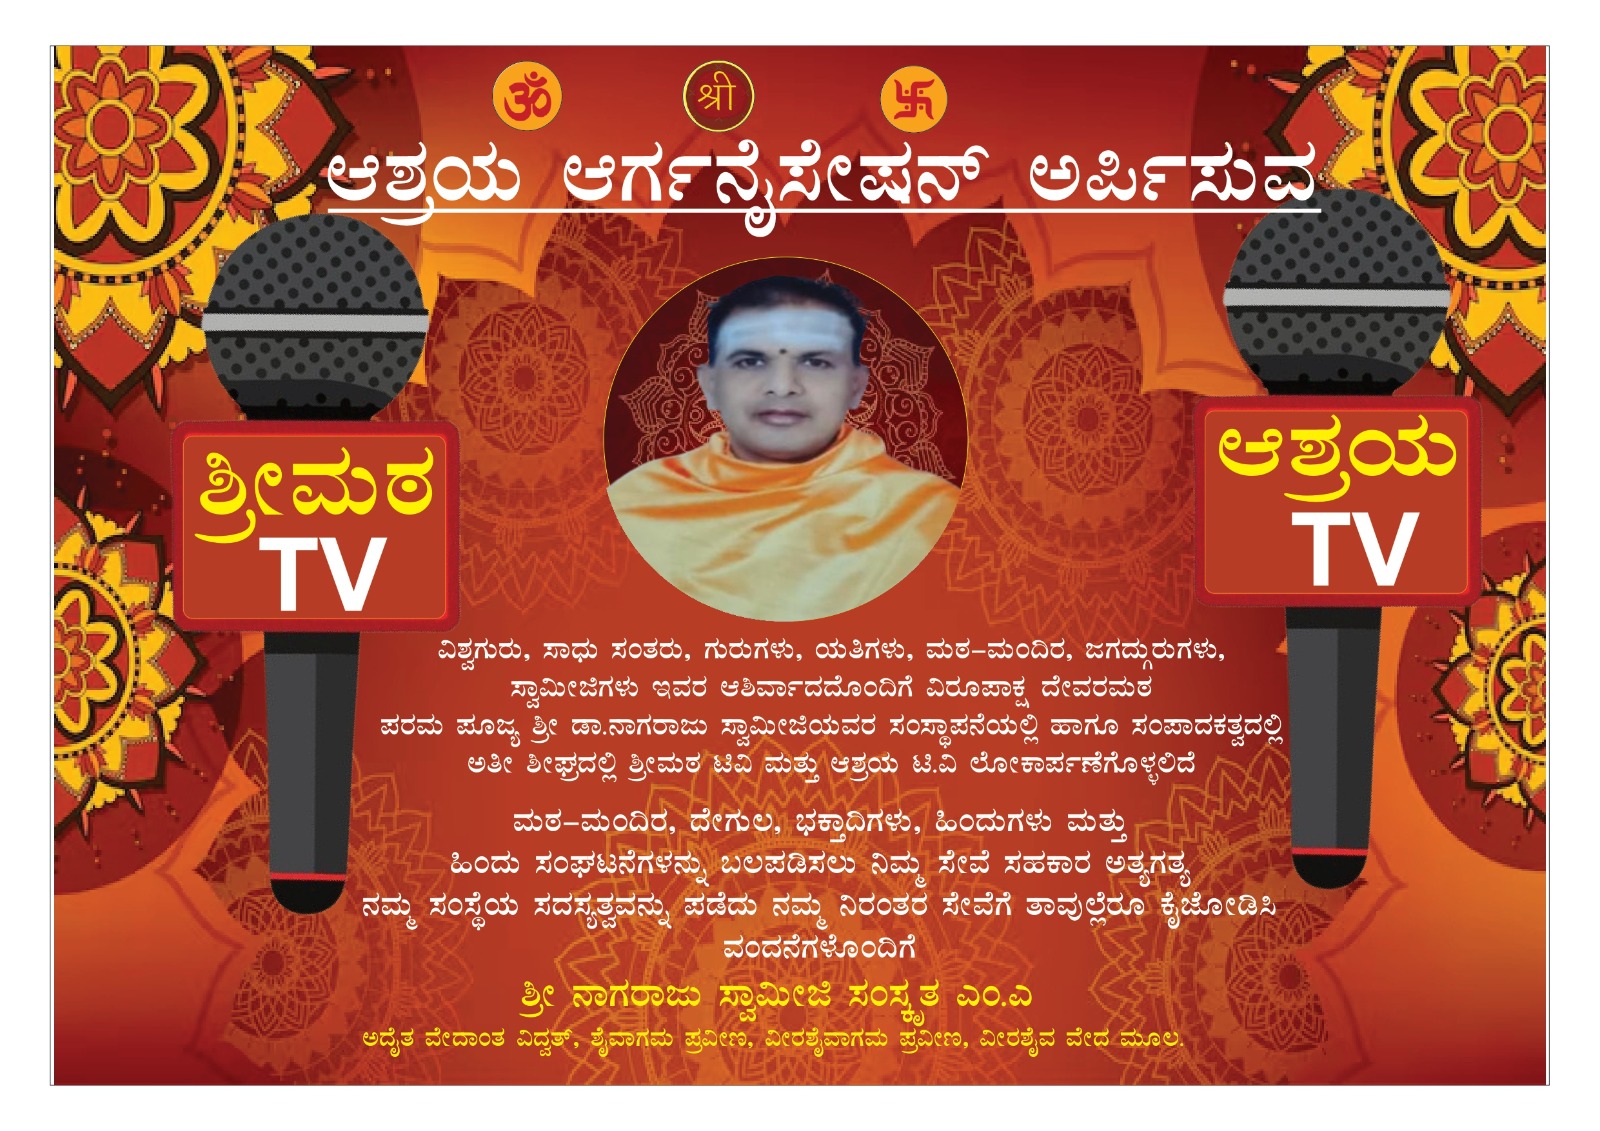 ॐ
श्री
卐
ಆಶ್ರಯ ಆರ್ಗನೈಸೇಷನ್ ಅರ್ಪಿಸುವ
ಶ್ರೀಮಠ
TV
ಆಶ್ರಯ
TV
ವಿಶ್ವಗುರು, ಸಾಧು ಸಂತರು, ಗುರುಗಳು, ಯತಿಗಳು, ಮಠ-ಮಂದಿರ, ಜಗದ್ಗುರುಗಳು,
ಸ್ವಾಮೀಜಿಗಳು ಇವರ ಆಶಿರ್ವಾದದೊಂದಿಗೆ ವಿರೂಪಾಕ್ಷ ದೇವರಮಠ
ಪರಮ ಪೂಜ್ಯ ಶ್ರೀ ಡಾ.ನಾಗರಾಜು ಸ್ವಾಮೀಜಿಯವರ ಸಂಸ್ಥಾಪನೆಯಲ್ಲಿ ಹಾಗೂ ಸಂಪಾದಕತ್ವದಲ್ಲಿ
ಅತೀ ಶೀಘ್ರದಲ್ಲಿ ಶ್ರೀಮಠ ಟಿವಿ ಮತ್ತು ಆಶ್ರಯ ಟಿ.ವಿ ಲೋಕಾರ್ಪಣೆಗೊಳ್ಳಲಿದೆ
ಮಠ-ಮಂದಿರ, ದೇಗುಲ, ಭಕ್ತಾದಿಗಳು, ಹಿಂದುಗಳು ಮತ್ತು
ಹಿಂದು ಸಂಘಟನೆಗಳನ್ನು ಬಲಪಡಿಸಲು ನಿಮ್ಮ ಸೇವೆ ಸಹಕಾರ ಅತ್ಯಗತ್ಯ
ನಮ್ಮ ಸಂಸ್ಥೆಯ ಸದಸ್ಯತ್ವವನ್ನು ಪಡೆದು ನಮ್ಮ ನಿರಂತರ ಸೇವೆಗೆ ತಾವುಲ್ಲೆರೂ ಕೈಜೋಡಿಸಿ
ವಂದನೆಗಳೊಂದಿಗೆ
ಶ್ರೀ ನಾಗರಾಜು ಸ್ವಾಮೀಜಿ ಸಂಸ್ಕೃತ ಎಂ.ಎ
ಅದೈತ ವೇದಾಂತ ವಿದ್ವತ್, ಶೈವಾಗಮ ಪ್ರವೀಣ, ವೀರಶೈವಾಗಮ ಪ್ರವೀಣ, ವೀರಶೈವ ವೇದ ಮೂಲ.